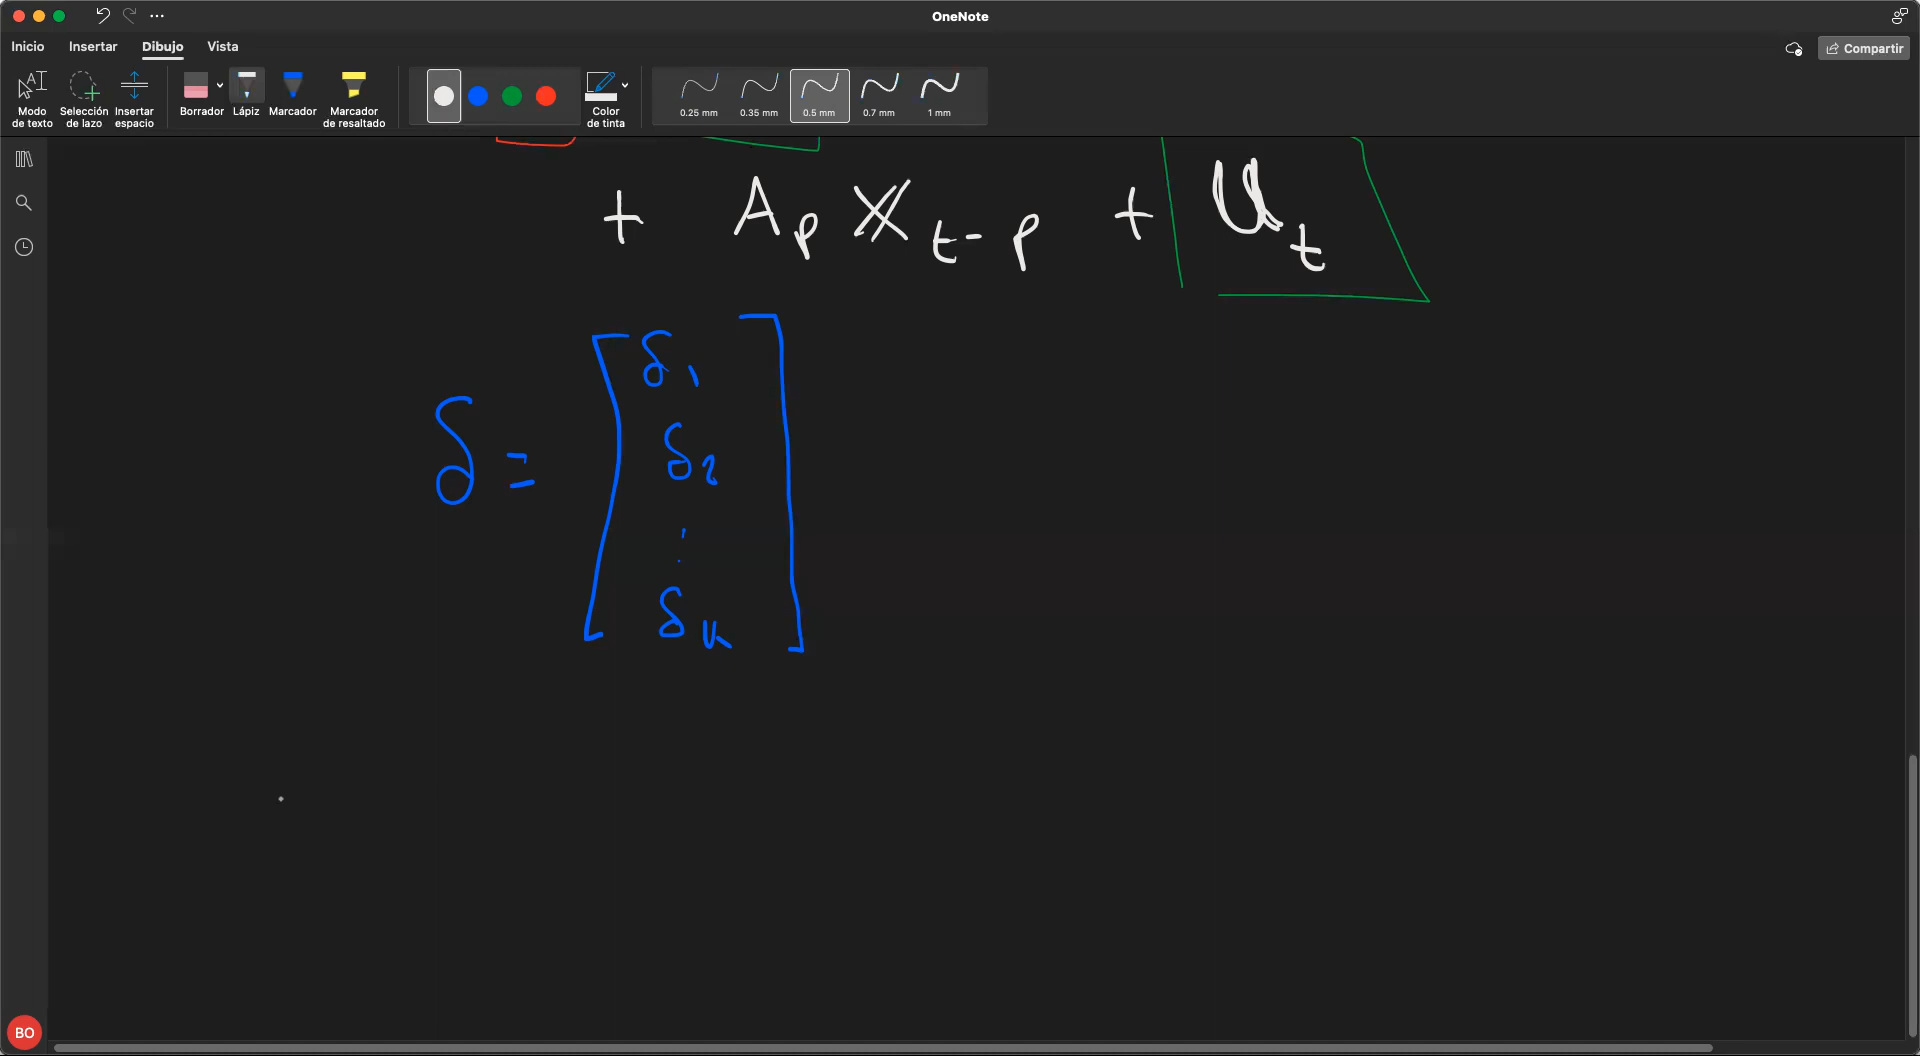 OneNote
Inicio Insertar Dibujo Vista
Compartir
Modo de texto Selección de lazo Insertar espacio Borrador Lápiz Marcador Marcador de resaltado Color de tinta 0.25 mm 0.35 mm 0.5 mm 0.7 mm 1 mm
+ A_p 𝕏_{t-p} + U_t
δ = [δ_1
δ_2
⋮
δ_k]
BO